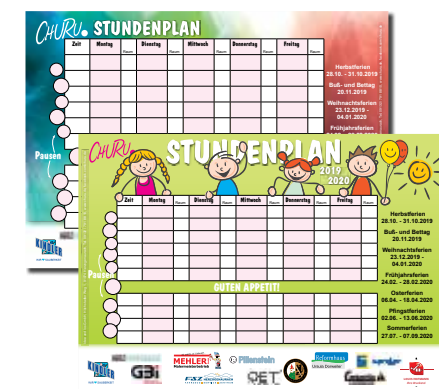 CHURU. STUNDENPLAN
Zeit Montag Raum Dienstag Raum Mittwoch Raum Donnerstag Raum Freitag Raum
Herbstferien
28.10. - 31.10.2019
Buß- und Bettag
20.11.2019
Weihnachtsferien
23.12.2019 -
04.01.2020
Frühjahrsferien
Pausen
CHURU. STUNDENPLAN
2019
2020
Zeit Montag Raum Dienstag Raum Mittwoch Raum Donnerstag Raum Freitag Raum
Herbstferien
28.10. - 31.10.2019
Buß- und Bettag
20.11.2019
Weihnachtsferien
23.12.2019 -
04.01.2020
Frühjahrsferien
24.02. - 28.02.2020
Osterferien
06.04. - 18.04.2020
Pfingstferien
02.06. - 13.06.2020
Sommerferien
27.07. - 07.09.2020
Pausen
GUTEN APPETIT!
MEHLER!
Malermeisterbetrieb
Pillenstein
Reformhaus
Ursula Donweiler
GBi